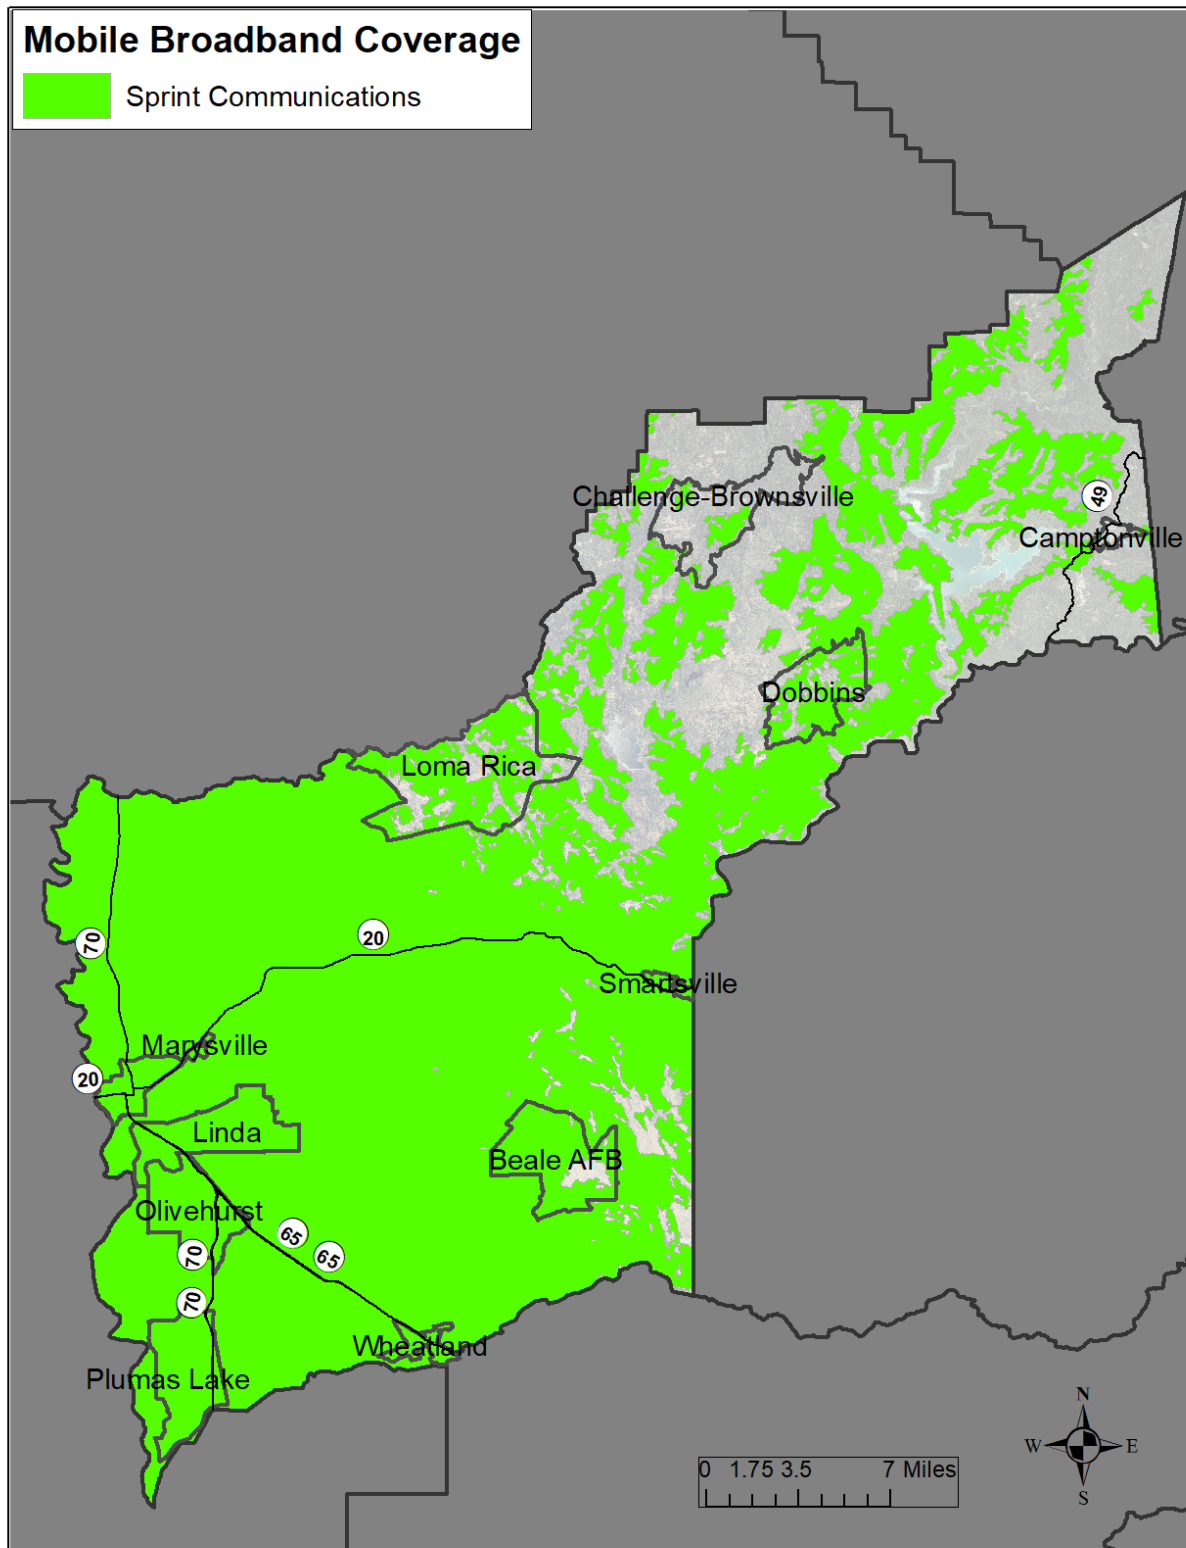 Mobile Broadband Coverage
Sprint Communications
Challenge-Brownsville
49
Camptonville
Dobbins
Loma Rica
70
20
Smartsville
Marysville
20
Linda
Beale AFB
Olivehurst
65
65
70
70
Wheatland
Plumas Lake
N
W E
S
0 1.75 3.5 7 Miles